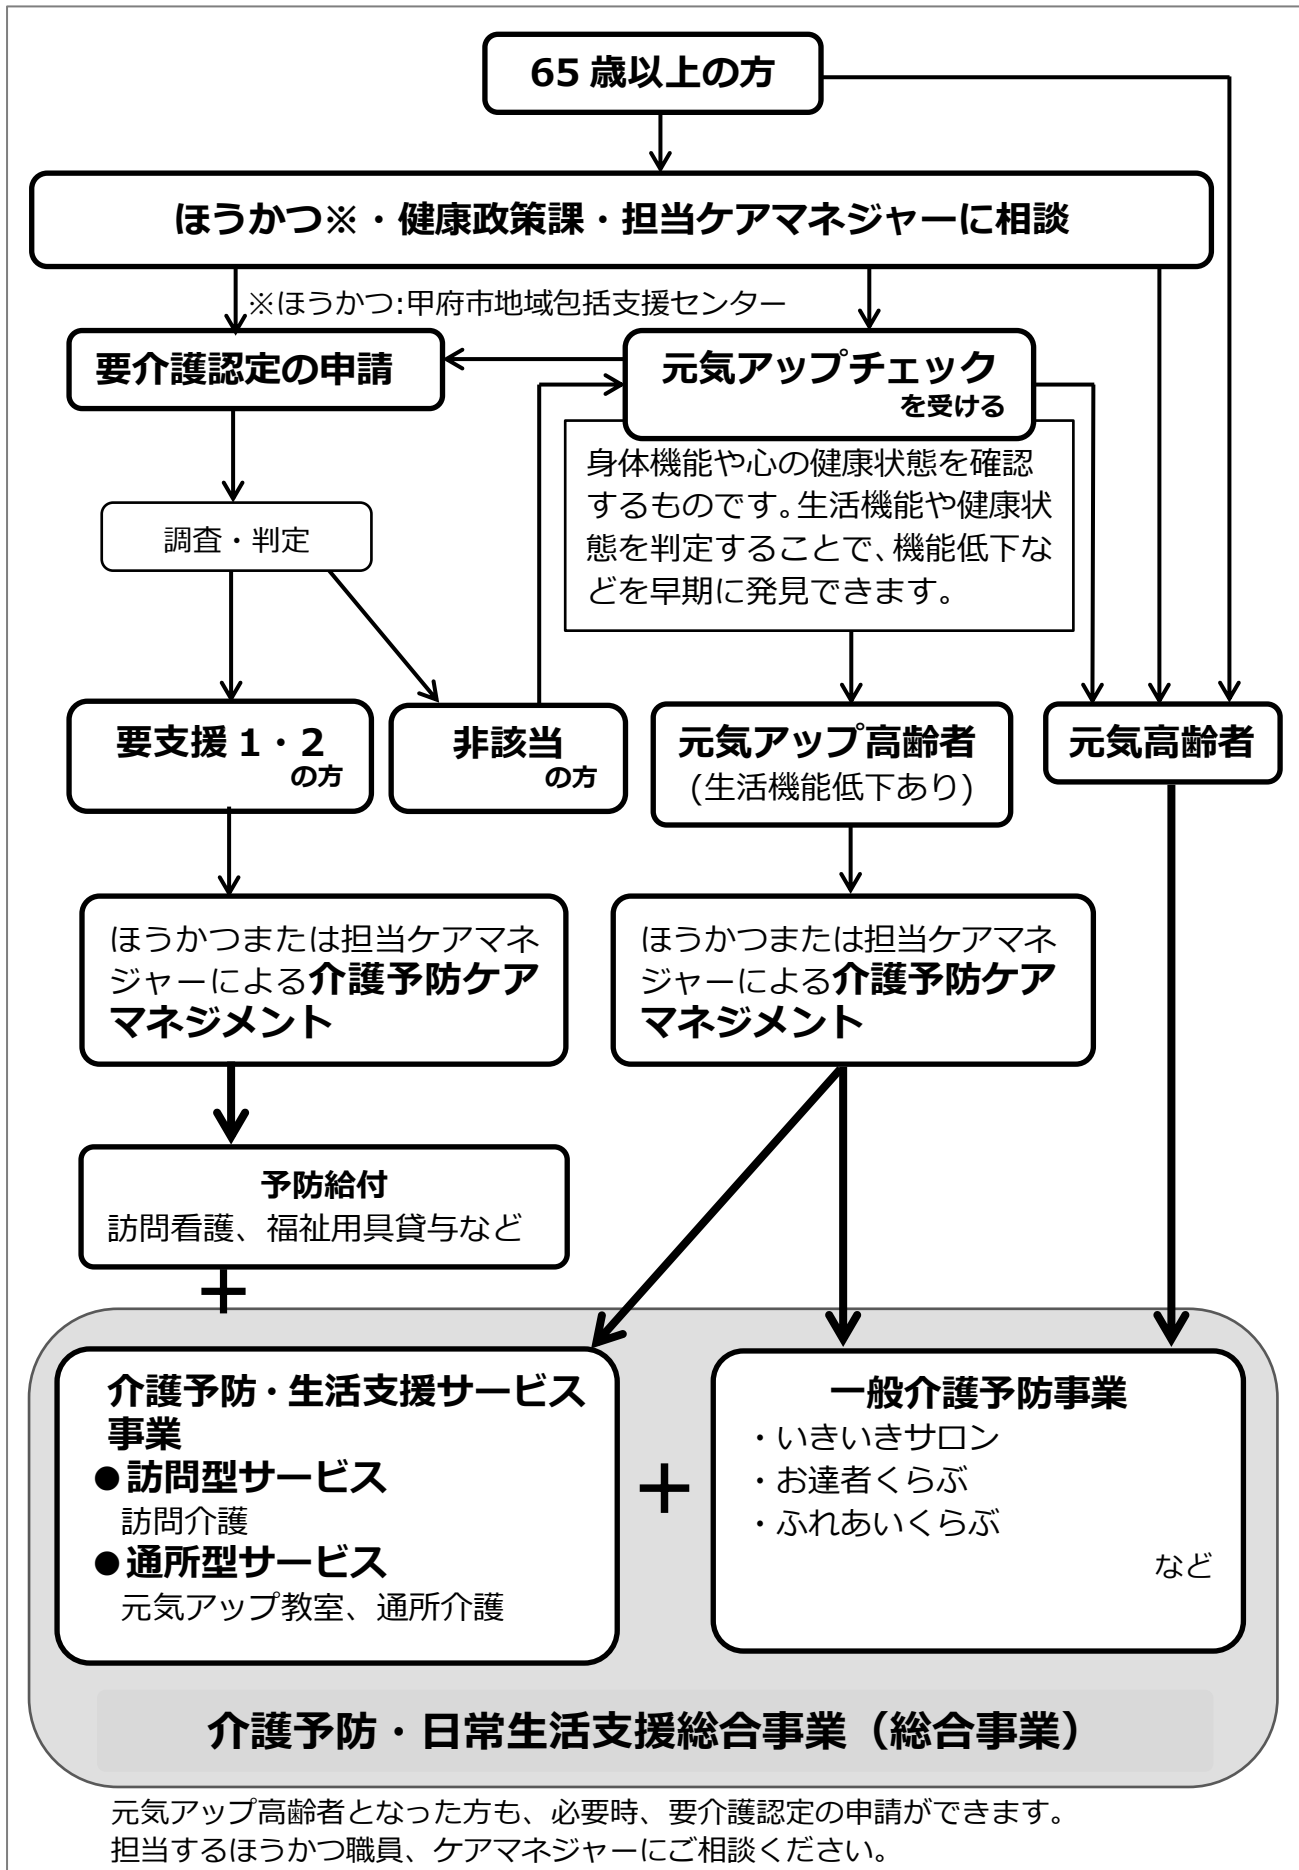 65 歳以上の方
ほうかつ※・健康政策課・担当ケアマネジャーに相談
※ほうかつ:甲府市地域包括支援センター
要介護認定の申請
元気アップチェック
を受ける
身体機能や心の健康状態を確認
するものです。生活機能や健康状
態を判定することで、機能低下な
どを早期に発見できます。
調査・判定
要支援 1・2
の方
非該当
の方
元気アップ高齢者
(生活機能低下あり)
元気高齢者
ほうかつまたは担当ケアマネ
ジャーによる介護予防ケア
マネジメント
ほうかつまたは担当ケアマネ
ジャーによる介護予防ケア
マネジメント
予防給付
訪問看護、福祉用具貸与など
+
介護予防・生活支援サービス
事業
●訪問型サービス
訪問介護
●通所型サービス
元気アップ教室、通所介護
+
一般介護予防事業
・いきいきサロン
・お達者くらぶ
・ふれあいくらぶ
など
介護予防・日常生活支援総合事業（総合事業）
元気アップ高齢者となった方も、必要時、要介護認定の申請ができます。
担当するほうかつ職員、ケアマネジャーにご相談ください。